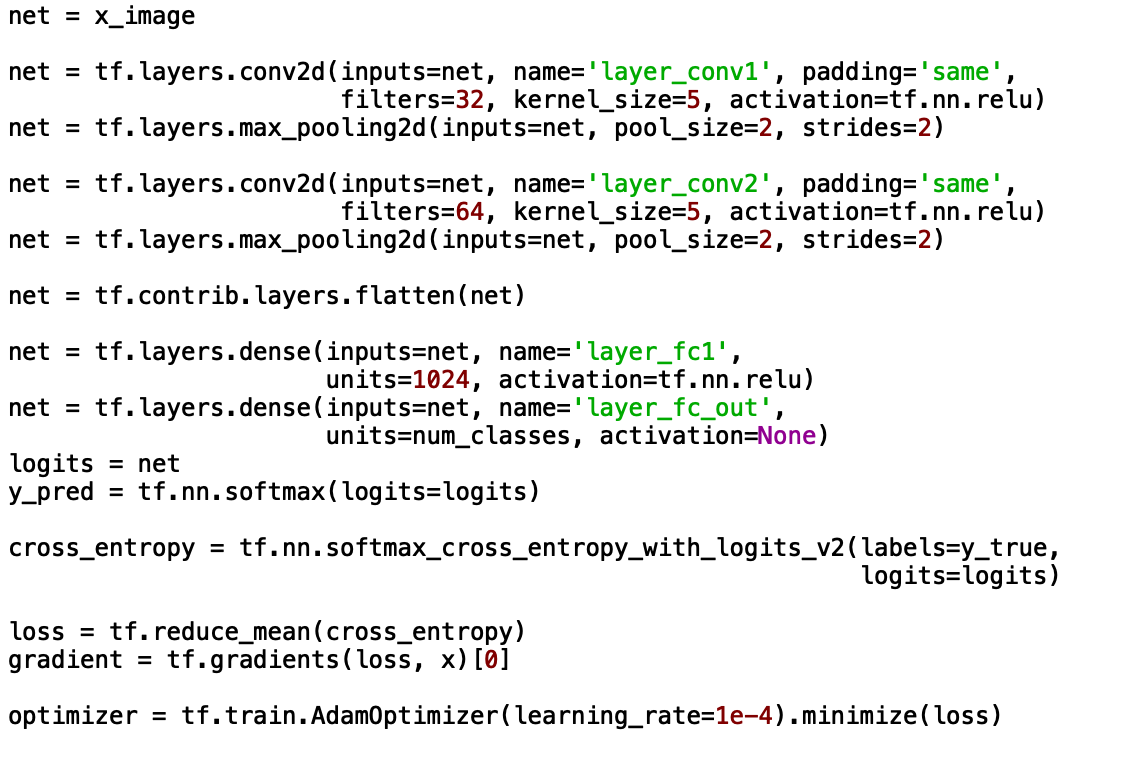 net = x_image
net = tf.layers.conv2d(inputs=net, name='layer_conv1', padding='same',
filters=32, kernel_size=5, activation=tf.nn.relu)
net = tf.layers.max_pooling2d(inputs=net, pool_size=2, strides=2)
net = tf.layers.conv2d(inputs=net, name='layer_conv2', padding='same',
filters=64, kernel_size=5, activation=tf.nn.relu)
net = tf.layers.max_pooling2d(inputs=net, pool_size=2, strides=2)
net = tf.contrib.layers.flatten(net)
net = tf.layers.dense(inputs=net, name='layer_fc1',
units=1024, activation=tf.nn.relu)
net = tf.layers.dense(inputs=net, name='layer_fc_out',
units=num_classes, activation=None)
logits = net
y_pred = tf.nn.softmax(logits=logits)
cross_entropy = tf.nn.softmax_cross_entropy_with_logits_v2(labels=y_true,
logits=logits)
loss = tf.reduce_mean(cross_entropy)
gradient = tf.gradients(loss, x)[0]
optimizer = tf.train.AdamOptimizer(learning_rate=1e-4).minimize(loss)